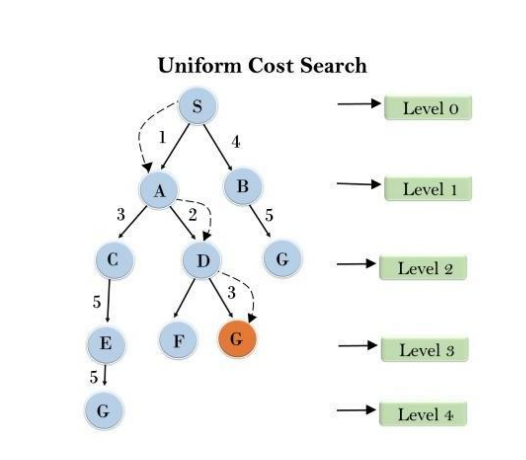 Uniform Cost Search
S
Level 0
1
4
A
B
Level 1
3
2
5
C
D
G
Level 2
5
3
E
F
G
Level 3
5
G
Level 4